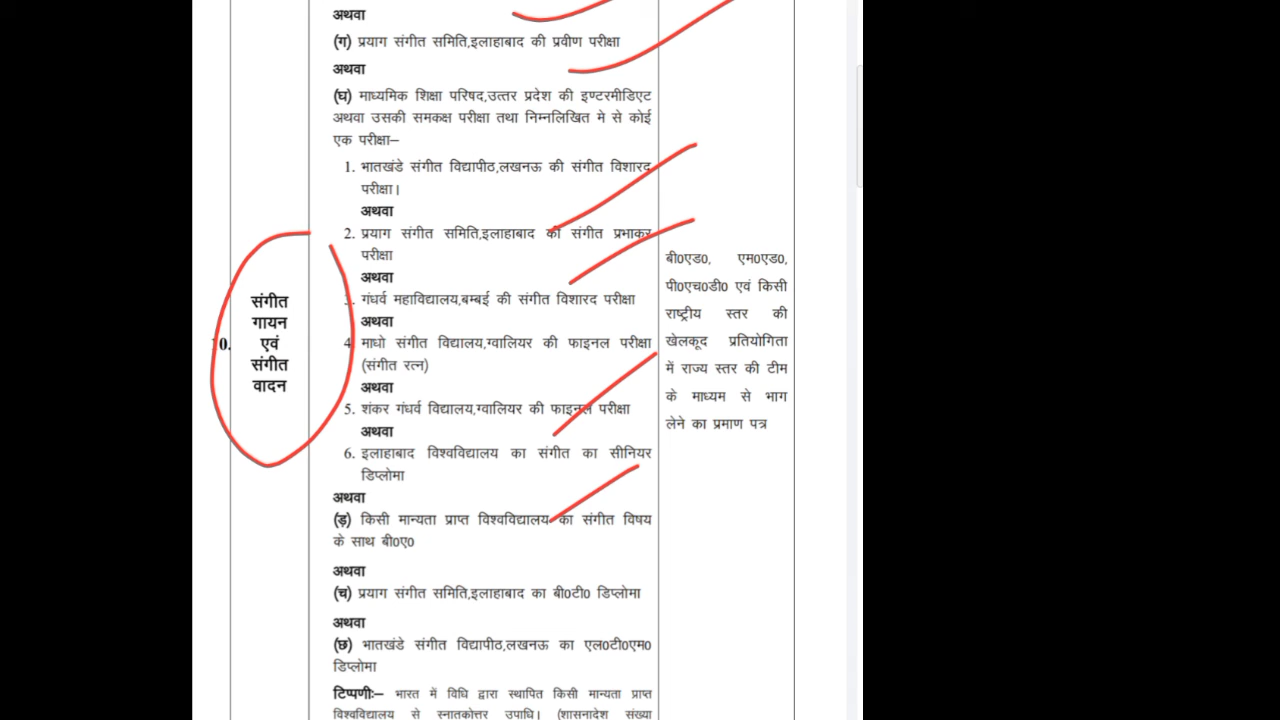 अथवा
(ग) प्रयाग संगीत समिति,इलाहाबाद की प्रवीण परीक्षा
अथवा
(घ) माध्यमिक शिक्षा परिषद,उत्तर प्रदेश की इण्टरमीडिएट
अथवा उसकी समकक्ष परीक्षा तथा निम्नलिखित मे से कोई
एक परीक्षा–
1. भातखंडे संगीत विद्यापीठ,लखनऊ की संगीत विशारद
परीक्षा।
अथवा
2. प्रयाग संगीत समिति,इलाहाबाद की संगीत प्रभाकर
परीक्षा
अथवा
3. गंधर्व महाविद्यालय,बम्बई की संगीत विशारद परीक्षा
अथवा
4. माधो संगीत विद्यालय,ग्वालियर की फाइनल परीक्षा
(संगीत रत्न)
अथवा
5. शंकर गंधर्व विद्यालय,ग्वालियर की फाइनल परीक्षा
अथवा
6. इलाहाबाद विश्वविद्यालय का संगीत का सीनियर
डिप्लोमा
अथवा
(ड़) किसी मान्यता प्राप्त विश्वविद्यालय का संगीत विषय
के साथ बी0ए0
अथवा
(च) प्रयाग संगीत समिति,इलाहाबाद का बी0टी0 डिप्लोमा
अथवा
(छ) भातखंडे संगीत विद्यापीठ,लखनऊ का एल0टी0एम0
डिप्लोमा
टिप्पणीः– भारत में विधि द्वारा स्थापित किसी मान्यता प्राप्त
विश्वविद्यालय से स्नातकोत्तर उपाधि। (शासनादेश संख्या
10.
संगीत
गायन
एवं
संगीत
वादन
बी0एड0, एम0एड0,
पी0एच0डी0 एवं किसी
राष्ट्रीय स्तर की
खेलकूद प्रतियोगिता
में राज्य स्तर की टीम
के माध्यम से भाग
लेने का प्रमाण पत्र